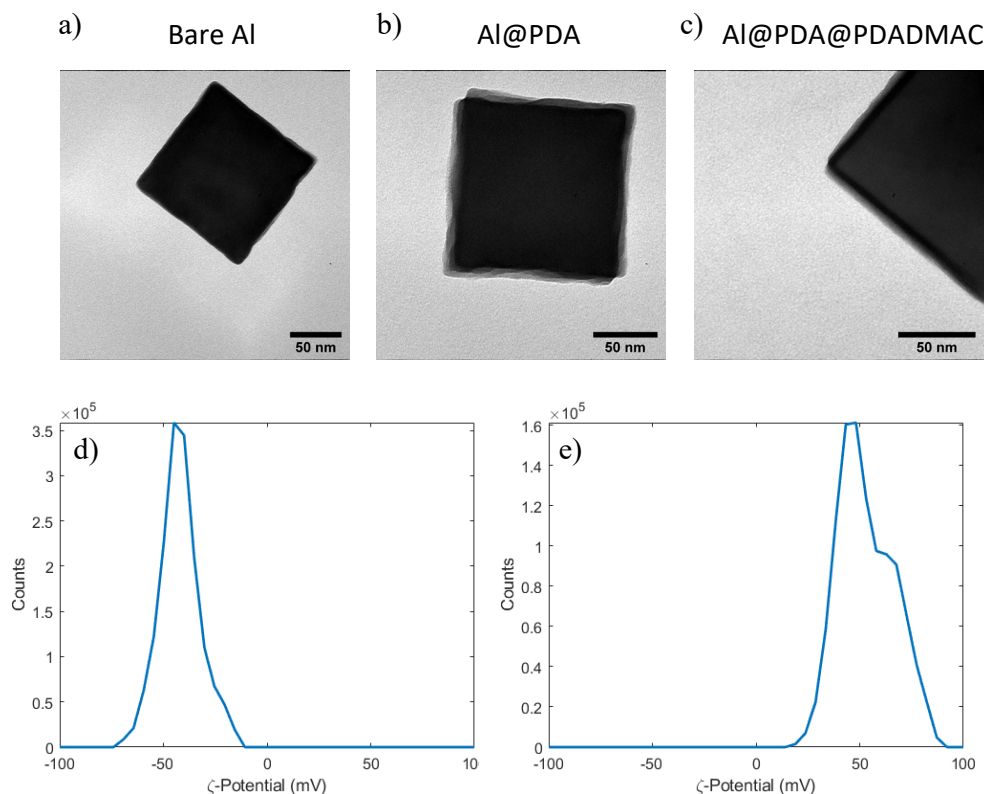 a) Bare Al
b) Al@PDA
c) Al@PDA@PDADMAC
50 nm
50 nm
50 nm
d)
×10⁵
3.5
3
2.5
2
1.5
1
0.5
0
Counts
-100 -50 0 50 10
ζ-Potential (mV)
e)
×10⁵
1.6
1.4
1.2
1
0.8
0.6
0.4
0.2
0
Counts
-100 -50 0 50 100
ζ-Potential (mV)